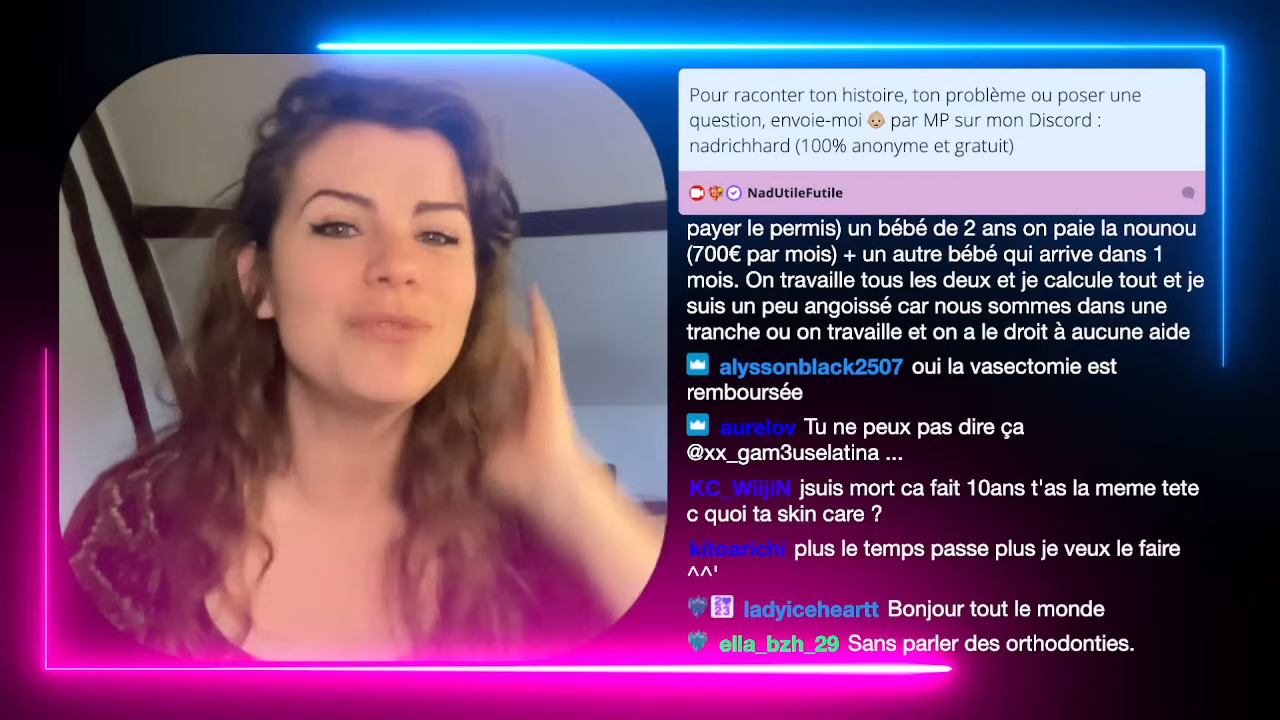 Pour raconter ton histoire, ton problème ou poser une
question, envoie-moi 👶🏼 par MP sur mon Discord :
nadrichhard (100% anonyme et gratuit)
NadUtileFutile
payer le permis) un bébé de 2 ans on paie la nounou
(700€ par mois) + un autre bébé qui arrive dans 1
mois. On travaille tous les deux et je calcule tout et je
suis un peu angoissé car nous sommes dans une
tranche ou on travaille et on a le droit à aucune aide
alyssonblack2507 oui la vasectomie est
remboursée
aurelov Tu ne peux pas dire ça
@xx_gam3uselatina ...
KC_WiijiN jsuis mort ca fait 10ans t'as la meme tete
c quoi ta skin care ?
kitoarichi plus le temps passe plus je veux le faire
^^'
ladyiceheartt Bonjour tout le monde
ella_bzh_29 Sans parler des orthodonties.